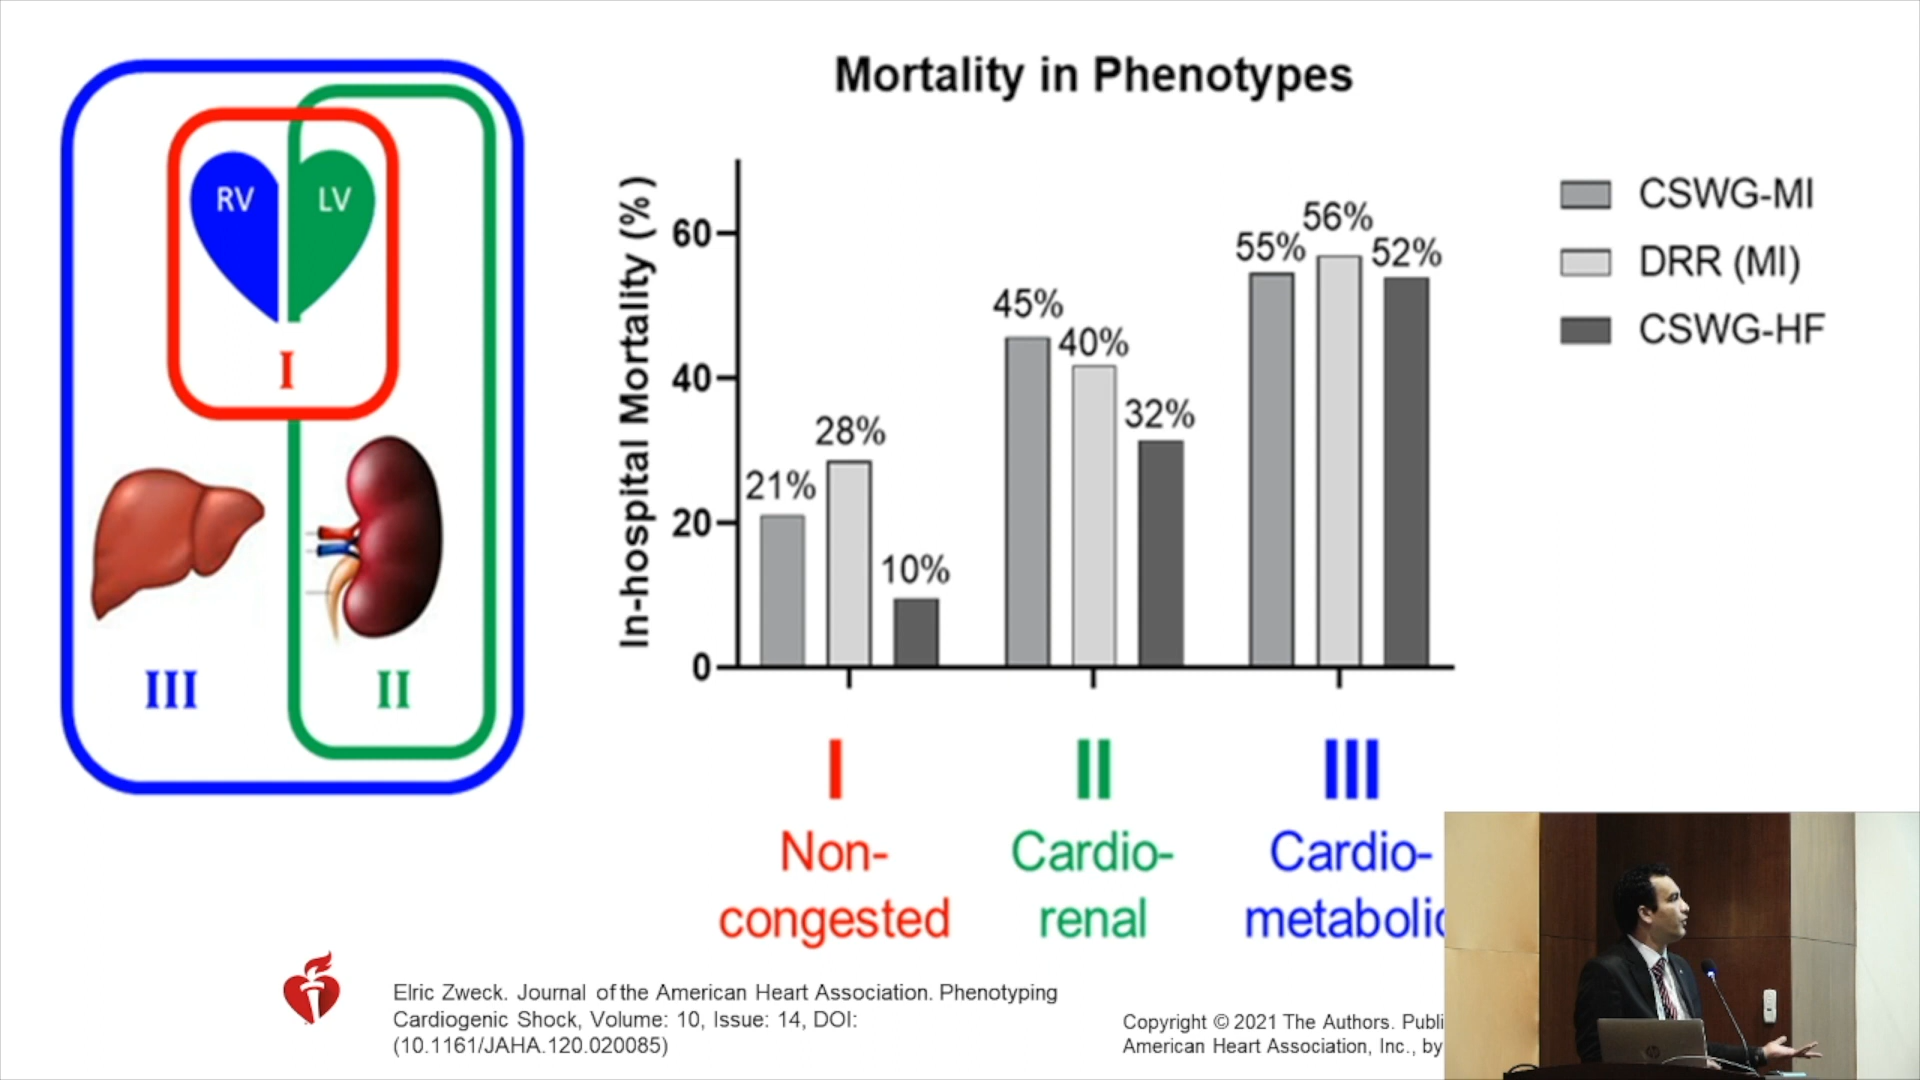 Mortality in Phenotypes
RV
LV
I
III
II
In-hospital Mortality (%)
60
40
20
0
21%
28%
10%
45%
40%
32%
55%
56%
52%
CSWG-MI
DRR (MI)
CSWG-HF
I
II
III
Non-
congested
Cardio-
renal
Cardio-
metabolic
Elric Zweck. Journal of the American Heart Association. Phenotyping
Cardiogenic Shock, Volume: 10, Issue: 14, DOI:
(10.1161/JAHA.120.020085)
Copyright © 2021 The Authors. Publi
American Heart Association, Inc., by